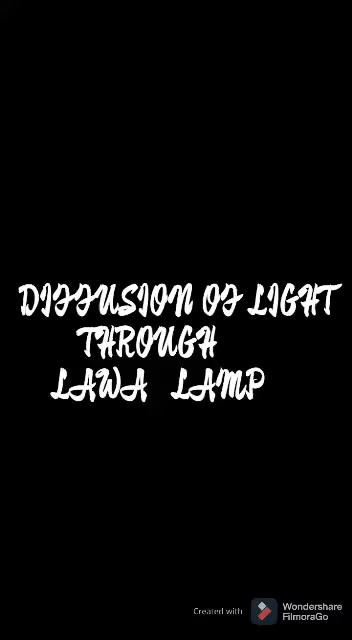 DIFFUSION OF LIGHT
THROUGH
LAWA LAMP
Created with
Wondershare
FilmoraGo